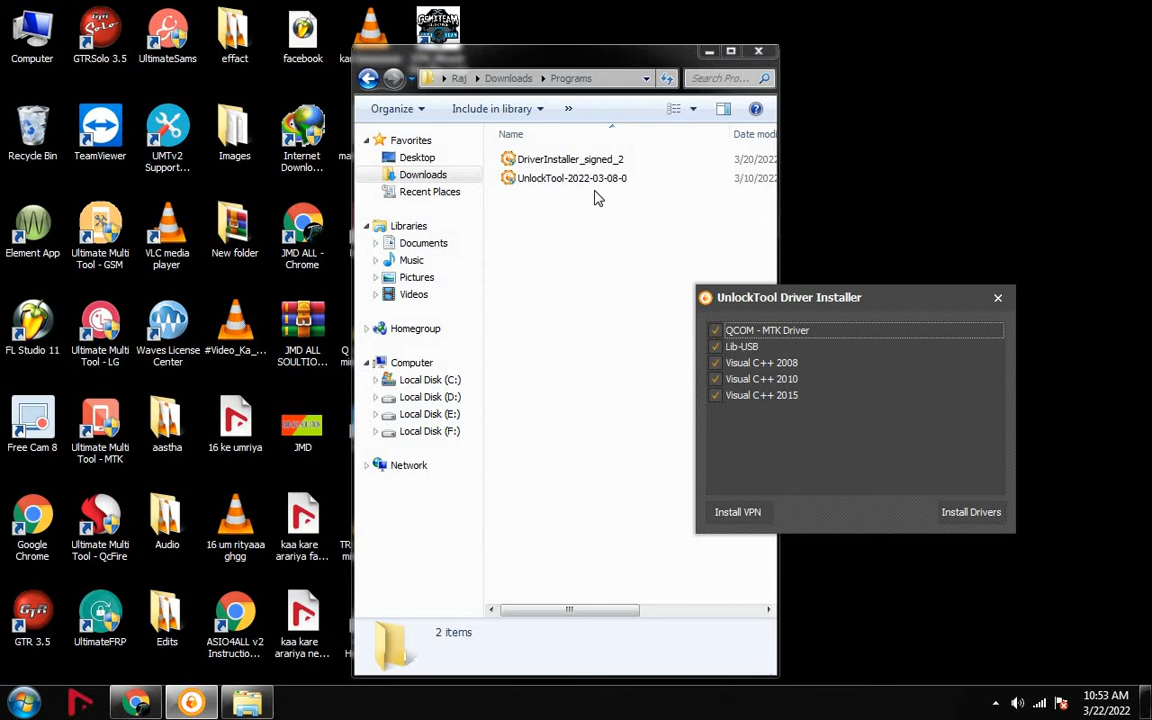 Computer
GTRSolo 3.5
UltimateSams
effact
facebook
GSMXTEAM
Recycle Bin
TeamViewer
UMTv2
Support...
Images
Internet
Downlo...
Element App
Ultimate Multi
Tool - GSM
VLC media
player
New folder
JMD ALL -
Chrome
FL Studio 11
Ultimate Multi
Tool - LG
Waves License
Center
#Video_Ka_...
JMD ALL
SOULTIO...
Free Cam 8
Ultimate Multi
Tool - MTK
aastha
16 ke umriya
JMD
Google
Chrome
Ultimate Multi
Tool - QcFire
Audio
16 um rityaaa
ghgg
kaa kare
arariya fa...
GTR 3.5
UltimateFRP
Edits
ASIO4ALL v2
Instructio...
kaa kare
arariya ne...
Raj
Downloads
Programs
Search Pro...
Organize
Include in library
»
Favorites
Desktop
Downloads
Recent Places
Libraries
Documents
Music
Pictures
Videos
Homegroup
Computer
Local Disk (C:)
Local Disk (D:)
Local Disk (E:)
Local Disk (F:)
Network
Name
Date modi
DriverInstaller_signed_2
3/20/2022
UnlockTool-2022-03-08-0
3/10/2022
2 items
UnlockTool Driver Installer
QCOM - MTK Driver
Lib-USB
Visual C++ 2008
Visual C++ 2010
Visual C++ 2015
Install VPN
Install Drivers
10:53 AM
3/22/2022